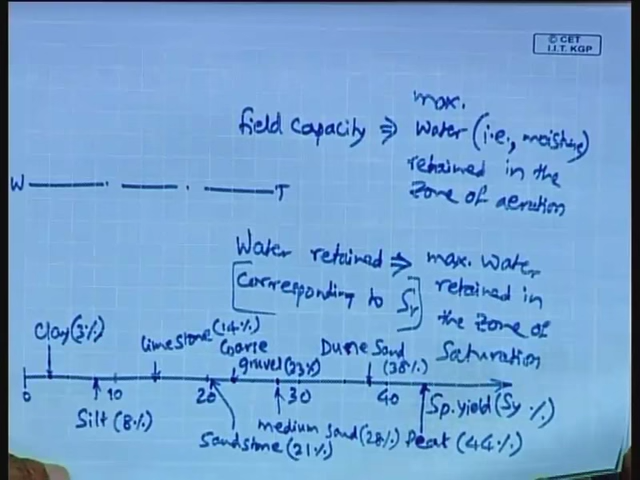 © CET
I.I.T. KGP
max.
field capacity ⇒ Water (i.e., moisture)
retained in the
zone of aeration
W T
Water retained ⇒ max. water
[Corresponding to Sr] retained in
the zone of
Saturation
Clay (3%)
limestone (14%)
Coarse
gravel (23%)
Dune Sand
(38%)
0 10 20 30 40
Sp. yield (Sy %)
Silt (8%)
Sandstone (21%)
medium sand (28%)
Peat (44%)